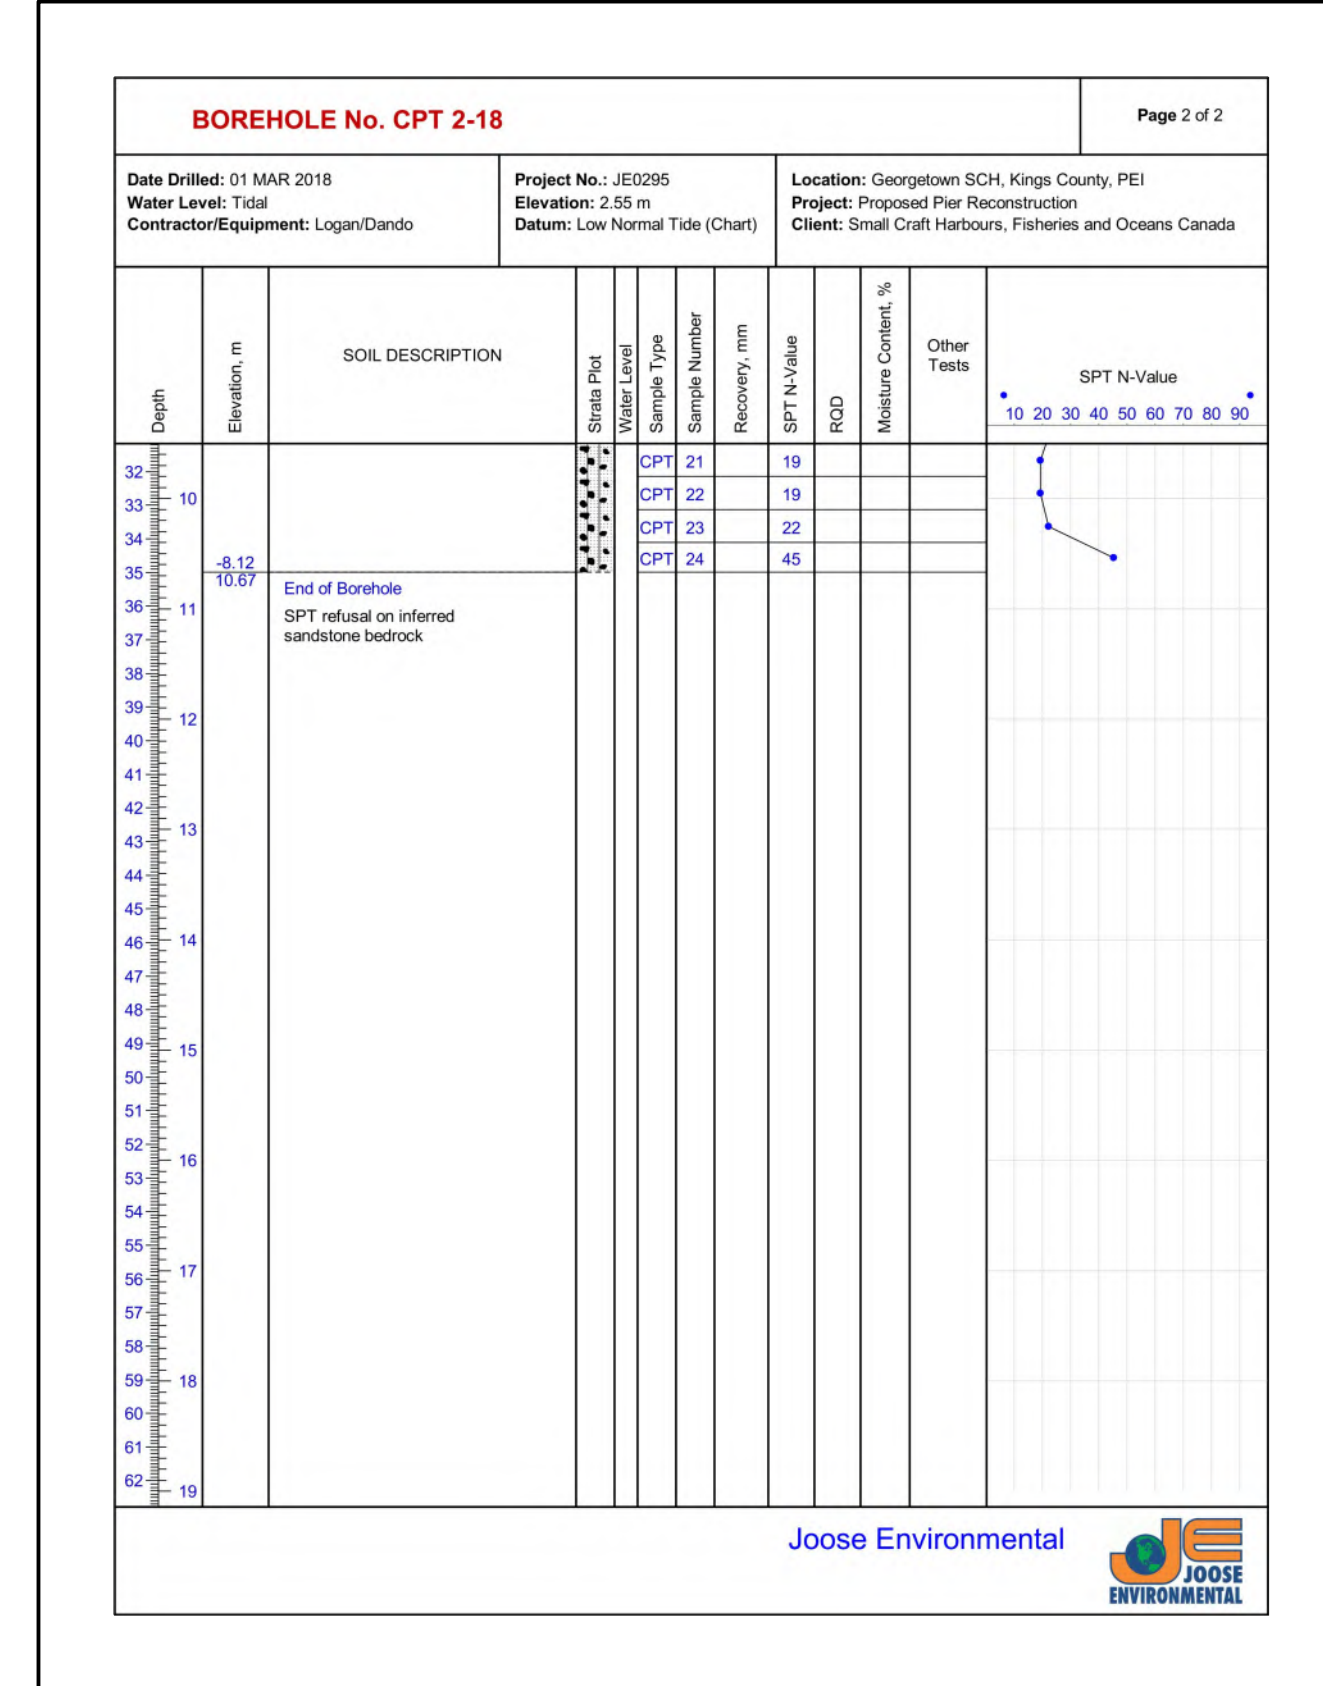 BOREHOLE No. CPT 2-18
Page 2 of 2
Date Drilled: 01 MAR 2018
Water Level: Tidal
Contractor/Equipment: Logan/Dando
Project No.: JE0295
Elevation: 2.55 m
Datum: Low Normal Tide (Chart)
Location: Georgetown SCH, Kings County, PEI
Project: Proposed Pier Reconstruction
Client: Small Craft Harbours, Fisheries and Oceans Canada
Depth
Elevation, m
SOIL DESCRIPTION
Strata Plot
Water Level
Sample Type
Sample Number
Recovery, mm
SPT N-Value
RQD
Moisture Content, %
Other
Tests
SPT N-Value
10 20 30 40 50 60 70 80 90
CPT 21 19
32
CPT 22 19
33 10
CPT 23 22
34
CPT 24 45
-8.12
35
10.67
End of Borehole
36 11
SPT refusal on inferred
sandstone bedrock
37
38
39
12
40
41
42
13
43
44
45
46 14
47
48
49
15
50
51
52
16
53
54
55
17
56
57
58
59 18
60
61
62
19
Joose Environmental
JE
JOOSE
ENVIRONMENTAL